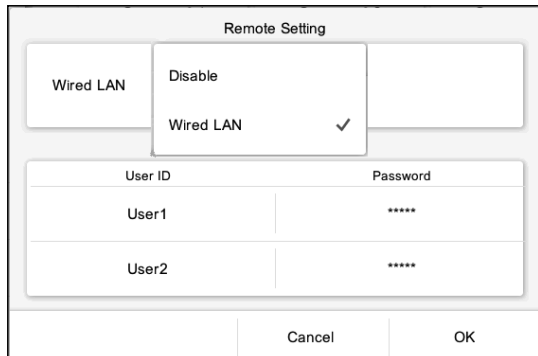 Remote Setting
Wired LAN
Disable
Wired LAN
User ID Password
User1 *****
User2 *****
Cancel OK